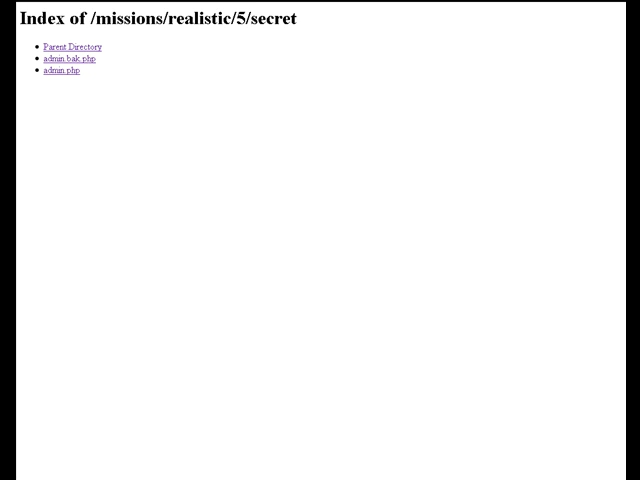 Index of /missions/realistic/5/secret
Parent Directory
admin.bak.php
admin.php